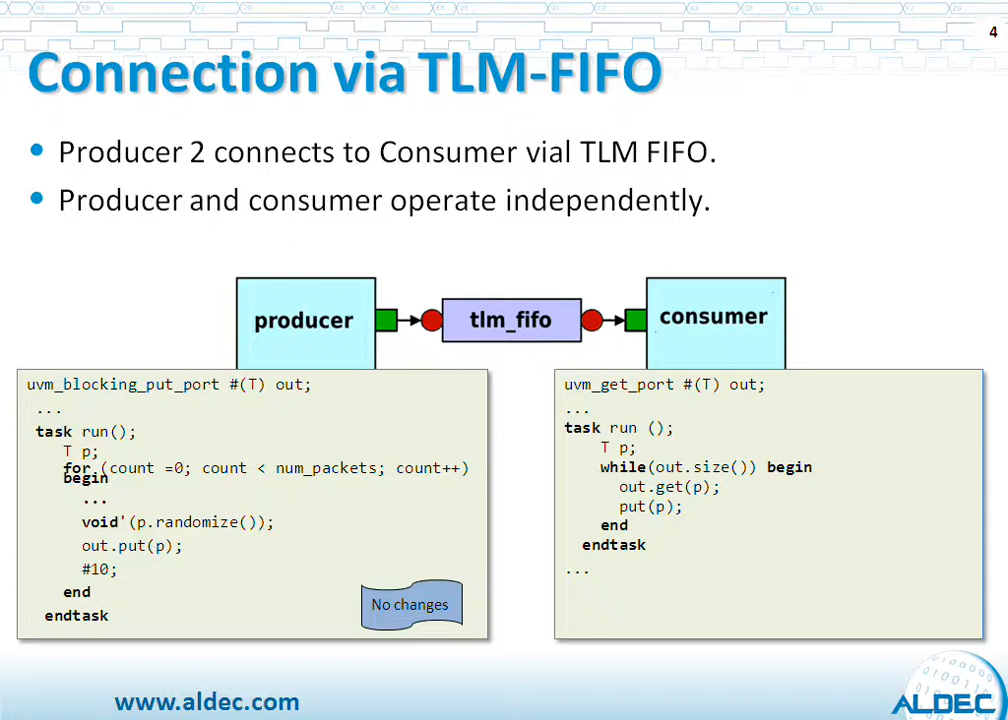 4
Connection via TLM-FIFO
Producer 2 connects to Consumer vial TLM FIFO.
Producer and consumer operate independently.
producer
tlm_fifo
consumer
uvm_blocking_put_port #(T) out;
...
task run();
T p;
for (count =0; count < num_packets; count++)
begin
...
void'(p.randomize());
out.put(p);
#10;
end
endtask
No changes
uvm_get_port #(T) out;
...
task run ();
T p;
while(out.size()) begin
out.get(p);
put(p);
end
endtask
...
www.aldec.com
ALDEC